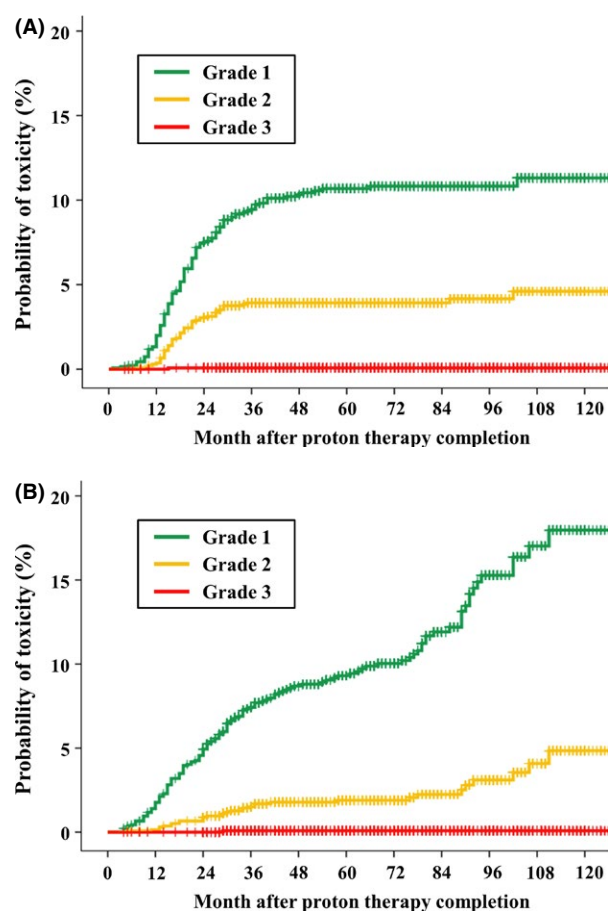 (A)
20
15
10
5
0
Probability of toxicity (%)
Grade 1
Grade 2
Grade 3
0 12 24 36 48 60 72 84 96 108 120
Month after proton therapy completion
(B)
20
15
10
5
0
Probability of toxicity (%)
Grade 1
Grade 2
Grade 3
0 12 24 36 48 60 72 84 96 108 120
Month after proton therapy completion